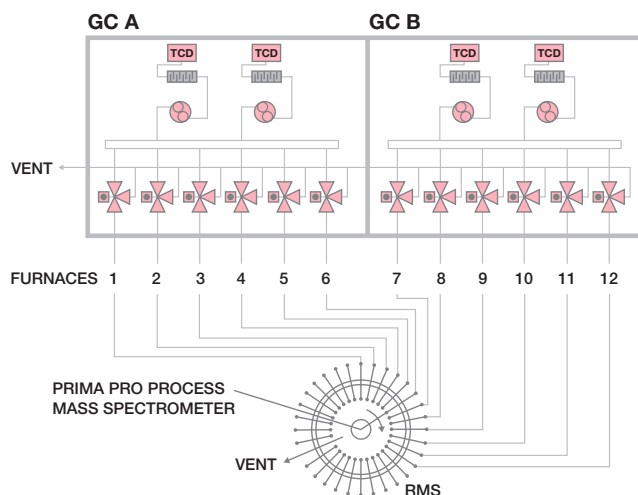 GC A GC B
TCD TCD TCD TCD
VENT
FURNACES 1 2 3 4 5 6 7 8 9 10 11 12
PRIMA PRO PROCESS
MASS SPECTROMETER
VENT
RMS